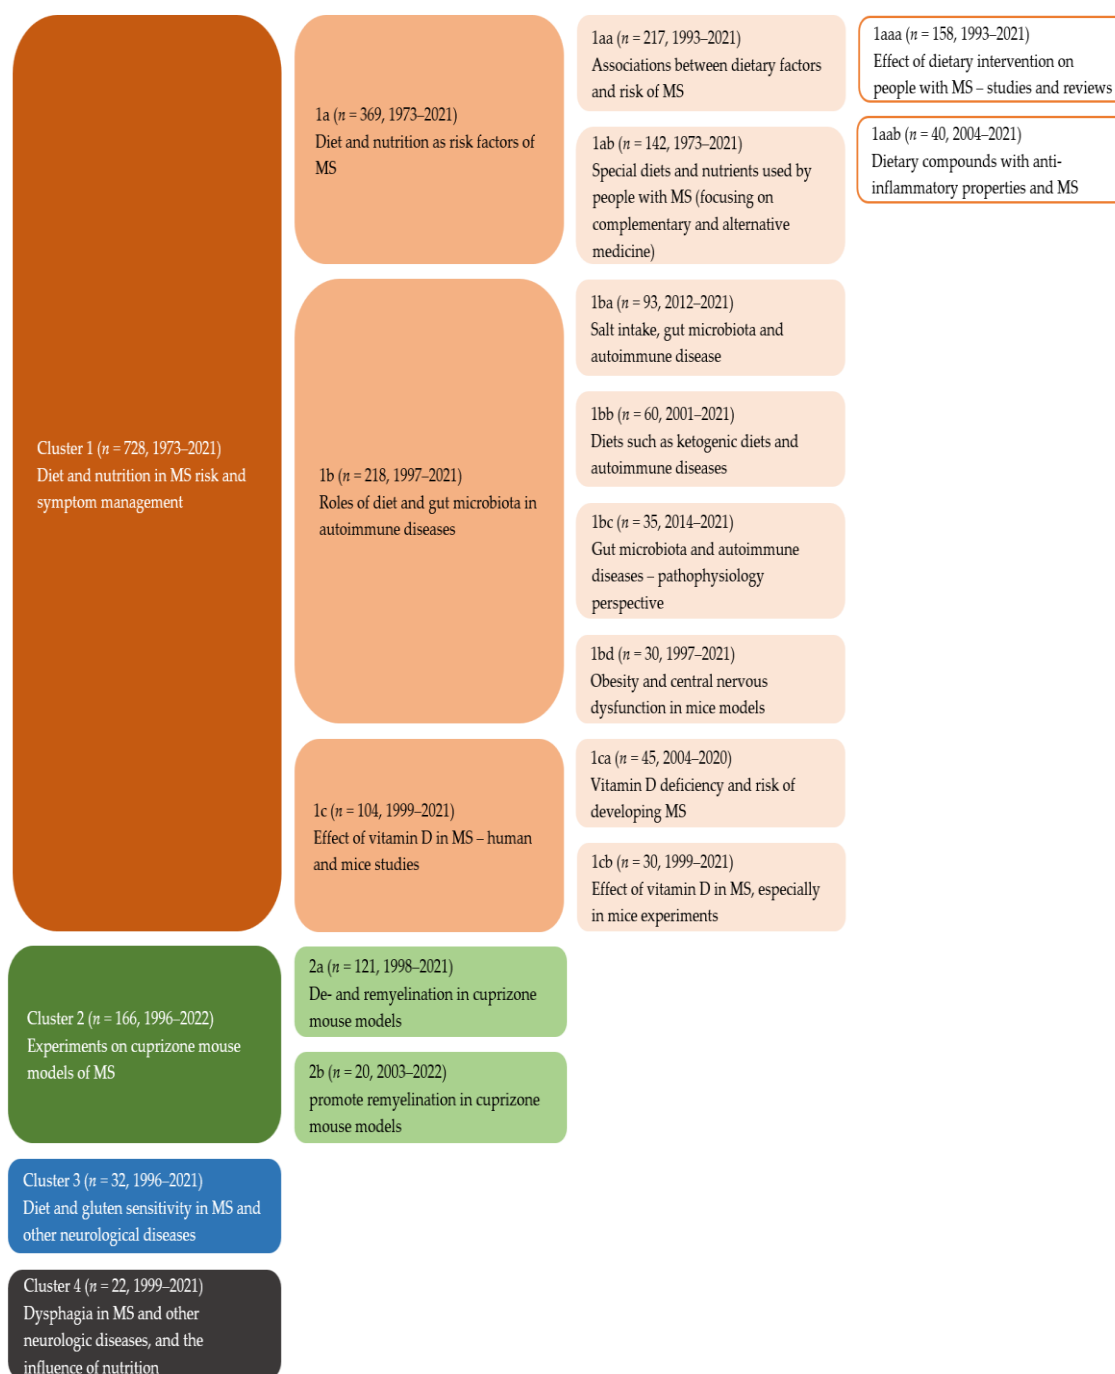 Cluster 1 (n = 728, 1973–2021)
Diet and nutrition in MS risk and
symptom management
1a (n = 369, 1973–2021)
Diet and nutrition as risk factors of
MS
1aa (n = 217, 1993–2021)
Associations between dietary factors
and risk of MS
1aaa (n = 158, 1993–2021)
Effect of dietary intervention on
people with MS – studies and reviews
1aab (n = 40, 2004–2021)
Dietary compounds with anti-
inflammatory properties and MS
1ab (n = 142, 1973–2021)
Special diets and nutrients used by
people with MS (focusing on
complementary and alternative
medicine)
1b (n = 218, 1997–2021)
Roles of diet and gut microbiota in
autoimmune diseases
1ba (n = 93, 2012–2021)
Salt intake, gut microbiota and
autoimmune disease
1bb (n = 60, 2001–2021)
Diets such as ketogenic diets and
autoimmune diseases
1bc (n = 35, 2014–2021)
Gut microbiota and autoimmune
diseases – pathophysiology
perspective
1bd (n = 30, 1997–2021)
Obesity and central nervous
dysfunction in mice models
1c (n = 104, 1999–2021)
Effect of vitamin D in MS – human
and mice studies
1ca (n = 45, 2004–2020)
Vitamin D deficiency and risk of
developing MS
1cb (n = 30, 1999–2021)
Effect of vitamin D in MS, especially
in mice experiments
Cluster 2 (n = 166, 1996–2022)
Experiments on cuprizone mouse
models of MS
2a (n = 121, 1998–2021)
De- and remyelination in cuprizone
mouse models
2b (n = 20, 2003–2022)
promote remyelination in cuprizone
mouse models
Cluster 3 (n = 32, 1996–2021)
Diet and gluten sensitivity in MS and
other neurological diseases
Cluster 4 (n = 22, 1999–2021)
Dysphagia in MS and other
neurologic diseases, and the
influence of nutrition